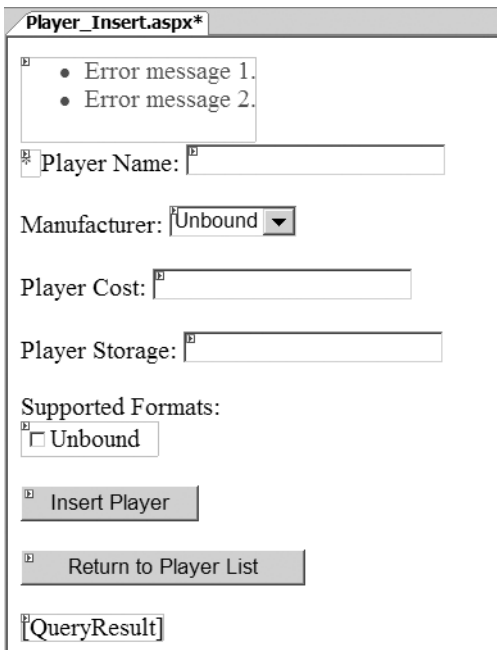 Player_Insert.aspx*
• Error message 1.
• Error message 2.
* Player Name:
Manufacturer: Unbound
Player Cost:
Player Storage:
Supported Formats:
Unbound
Insert Player
Return to Player List
[QueryResult]